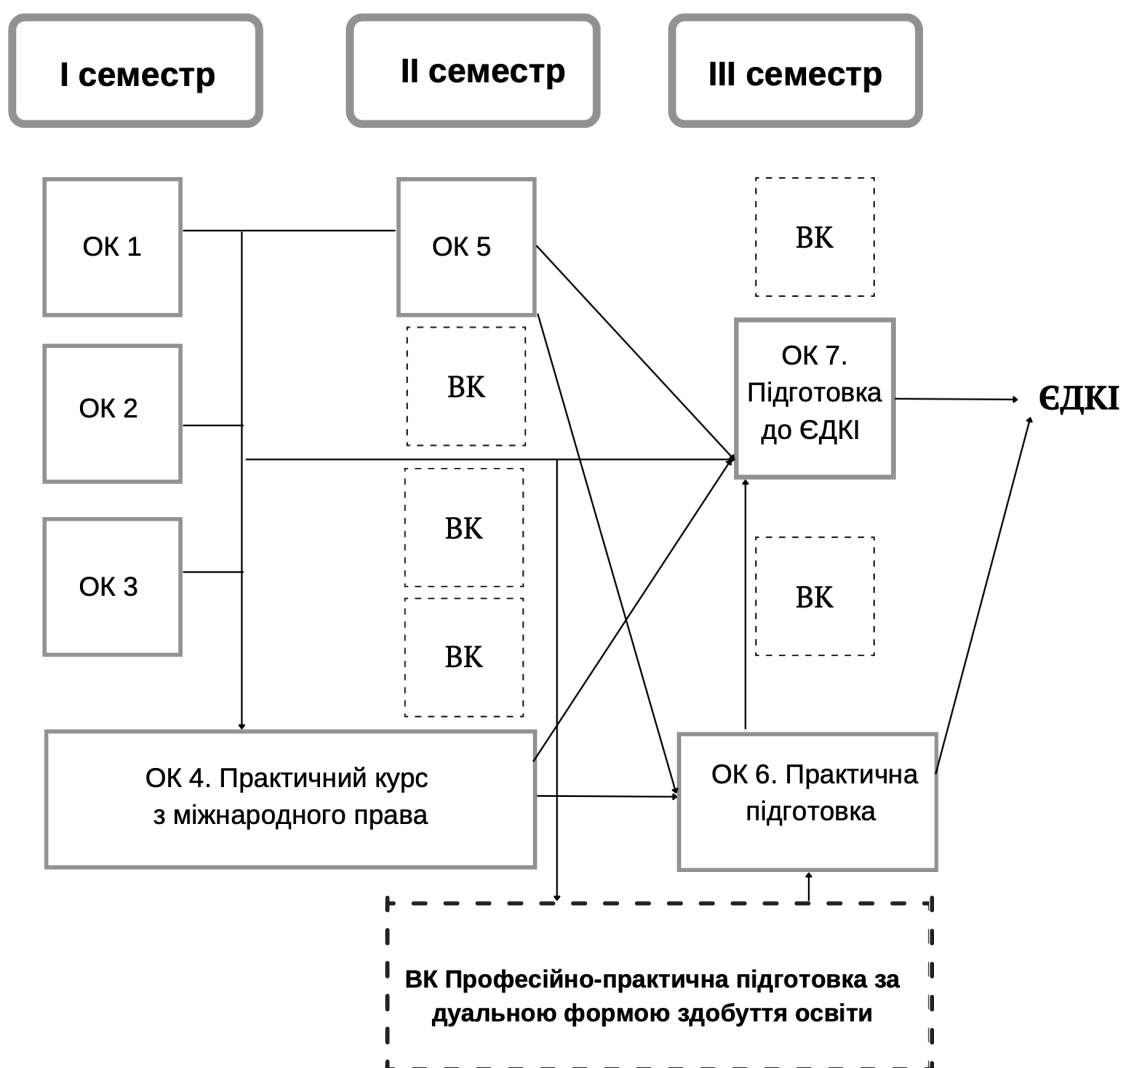 I семестр
II семестр
III семестр
ОК 1
ОК 5
ВК
ОК 2
ВК
ОК 7.
Підготовка
до ЄДКІ
ЄДКІ
ОК 3
ВК
ВК
ВК
ОК 4. Практичний курс
з міжнародного права
ОК 6. Практична
підготовка
ВК Професійно-практична підготовка за
дуальною формою здобуття освіти